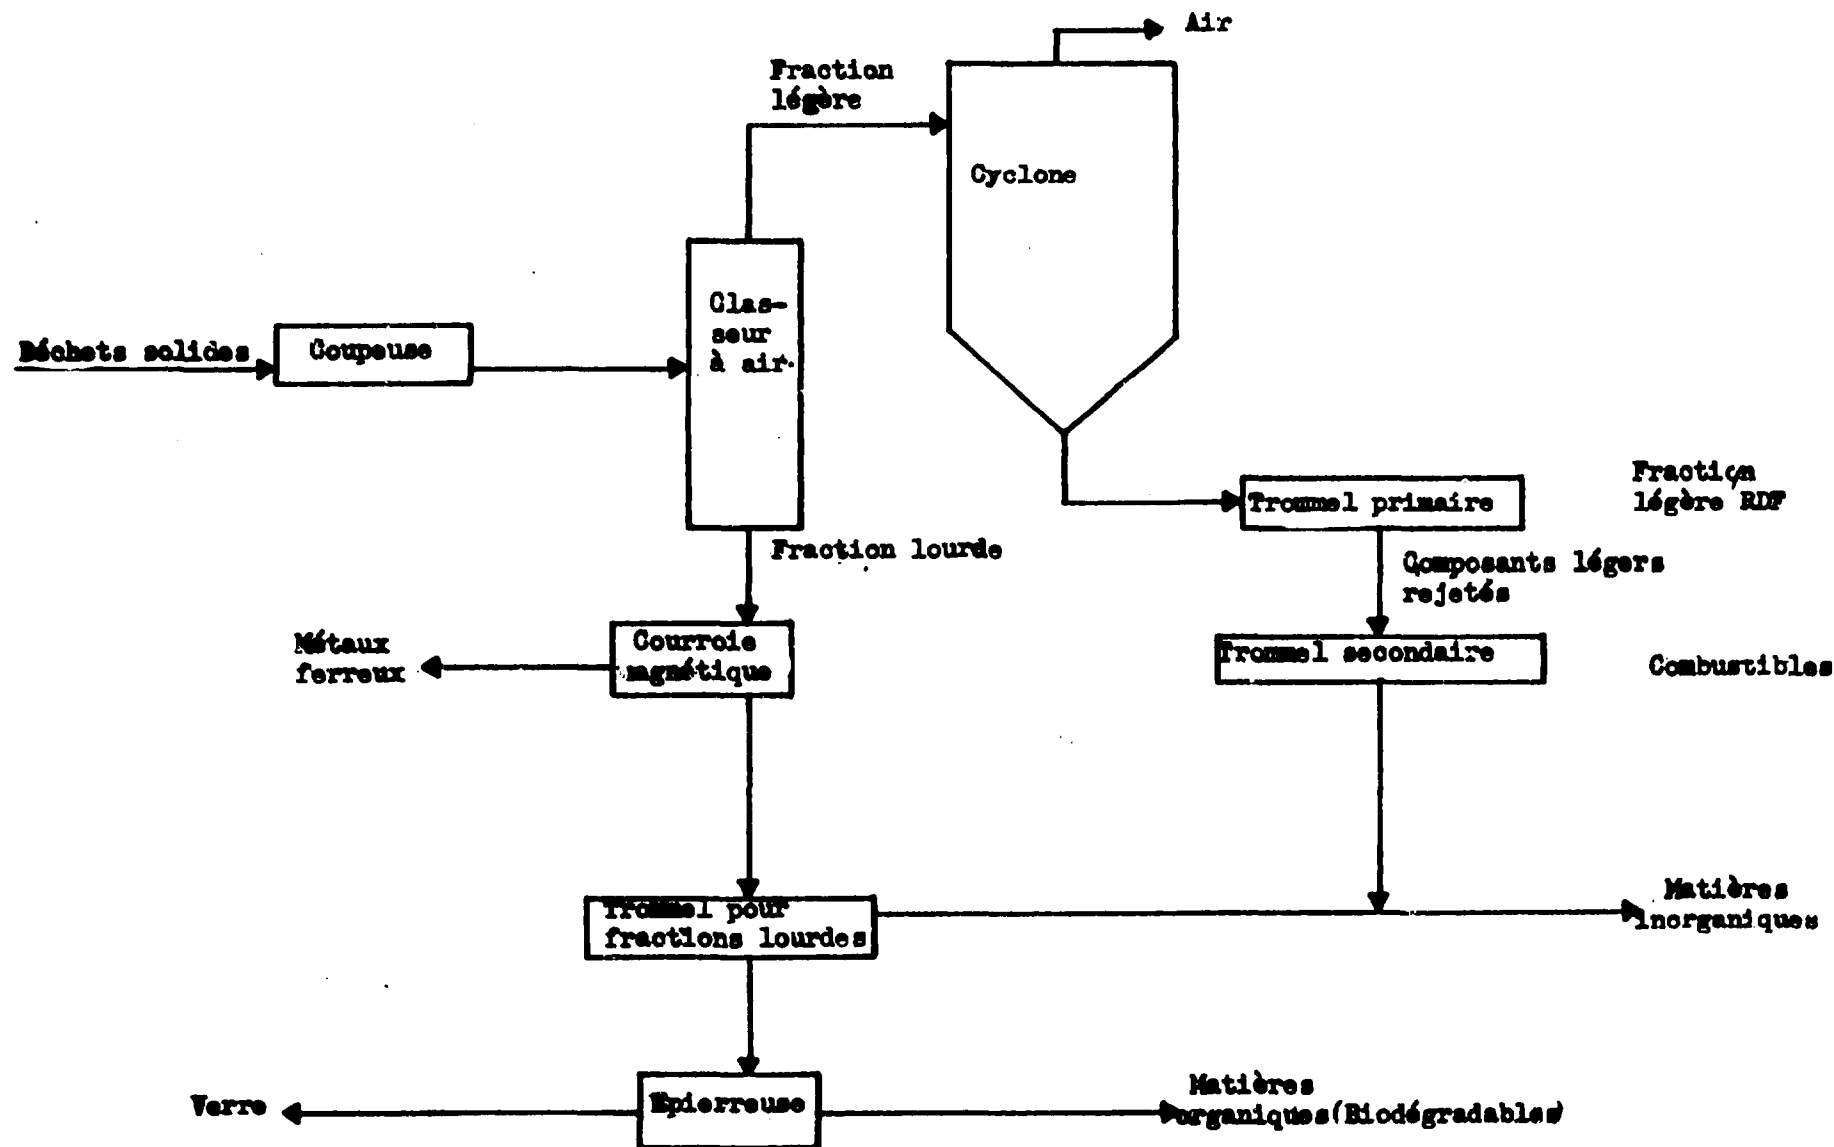 Air
Fraction
légère
Cyclone
Clas-
seur
à air
Déchets solides
Coupeuse
Fraction
légère RDF
Trommel primaire
Fraction lourde
Composants légers
rejetés
Métaux
ferreux
Courroie
magnétique
Trommel secondaire
Combustibles
Trommel pour
fractions lourdes
Matières
inorganiques
Verre
Epierreuse
Matières
organiques(Biodégradables)